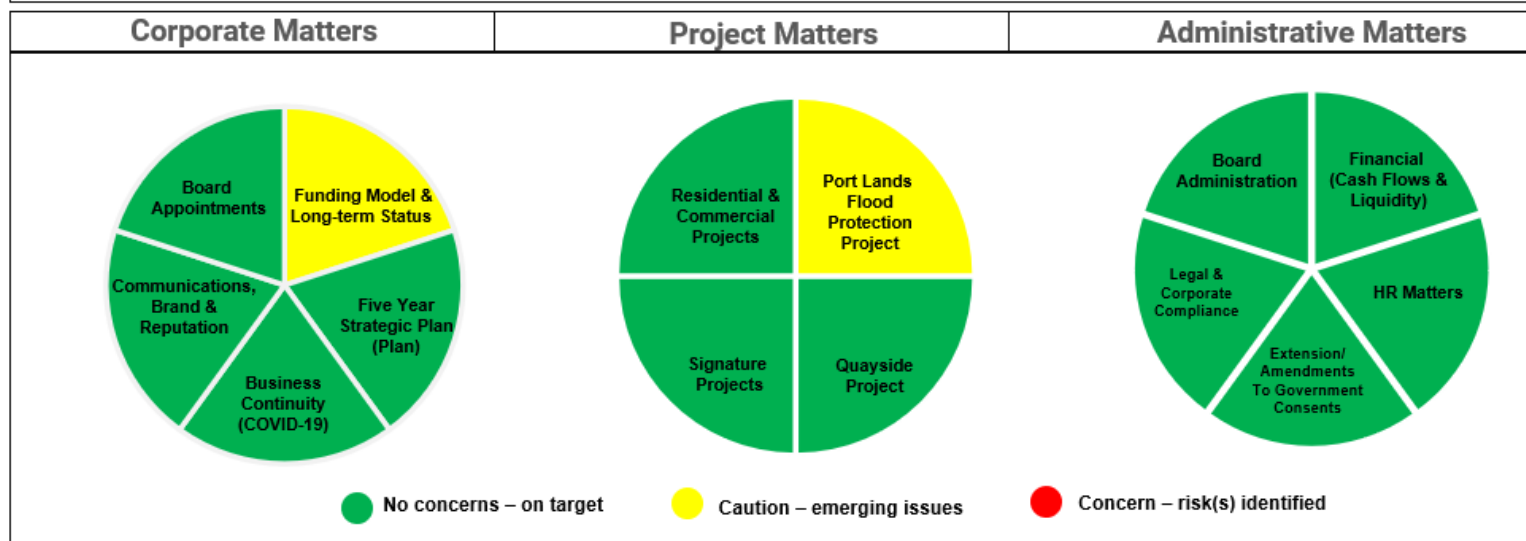 Corporate Matters
Project Matters
Administrative Matters
Board
Appointments
Funding Model &
Long-term Status
Communications,
Brand &
Reputation
Five Year
Strategic Plan
(Plan)
Business
Continuity
(COVID-19)
Residential &
Commercial
Projects
Port Lands
Flood
Protection
Project
Signature
Projects
Quayside
Project
Board
Administration
Financial
(Cash Flows &
Liquidity)
Legal &
Corporate
Compliance
HR Matters
Extension/
Amendments
To Government
Consents
No concerns – on target
Caution – emerging issues
Concern – risk(s) identified